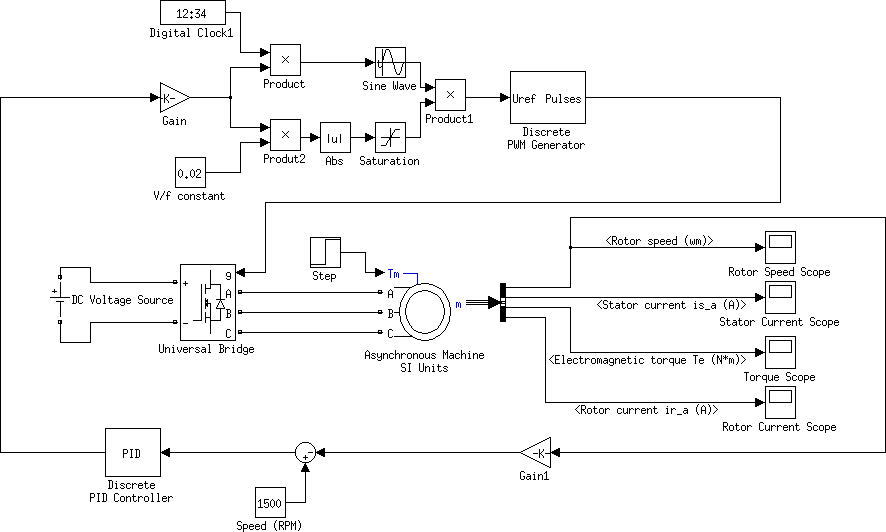 12:34
Digital Clock1
×
Product
Sine Wave
-K-
Gain
×
Product1
Uref Pulses
Discrete
PWM Generator
×
Produt2
|u|
Abs
Saturation
0.02
V/f constant
Step
<Rotor speed (wm)>
Rotor Speed Scope
g
Tm
+
DC Voltage Source
+
A
A
m
<Stator current is_a (A)>
Stator Current Scope
B
B
-
C
C
Universal Bridge
Asynchronous Machine
SI Units
<Electromagnetic torque Te (N*m)>
Torque Scope
<Rotor current ir_a (A)>
Rotor Current Scope
PID
Discrete
PID Controller
-
+
-K-
Gain1
1500
Speed (RPM)